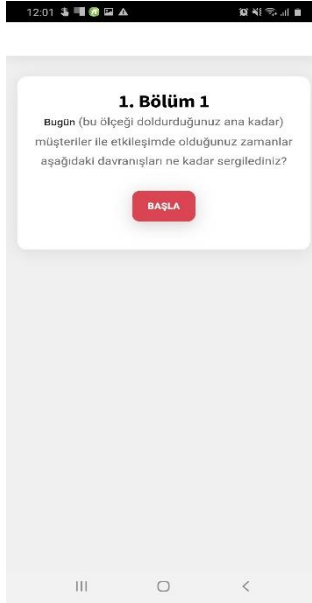 12:01
1. Bölüm 1
Bugün (bu ölçeği doldurduğunuz ana kadar)
müşteriler ile etkileşimde olduğunuz zamanlar
aşağıdaki davranışları ne kadar sergilediniz?
BAŞLA